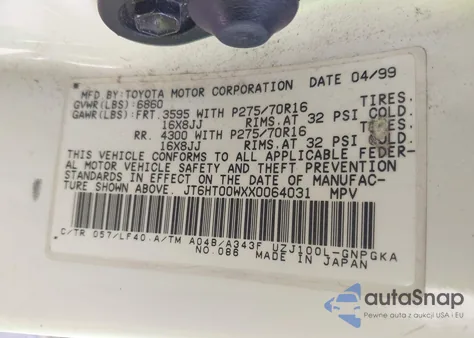 MFD.BY:TOYOTA MOTOR CORPORATION DATE 04/99
GVWR(LBS):6860
GAWR(LBS):FRT.3595 WITH P275/70R16 TIRES.
16X8JJ RIMS.AT 32 PSI COLD.
RR. 4300 WITH P275/70R16 TIRES.
16X8JJ RIMS.AT 32 PSI COLD.
THIS VEHICLE CONFORMS TO ALL APPLICABLE FEDER-
AL MOTOR VEHICLE SAFETY AND THEFT PREVENTION
STANDARDS IN EFFECT ON THE DATE OF MANUFAC-
TURE SHOWN ABOVE. JT6HT00WXX0064031 MPV
C/TR 057/LF40.A/TM A04B/A343F UZJ100L-GNPGKA
NO.086 MADE IN JAPAN
autoSnap
Pewne auta z USA i EU